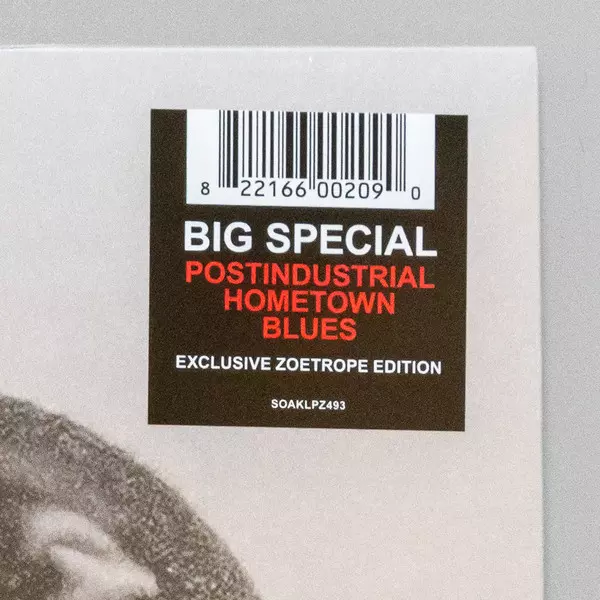 8 22166 00209 0
BIG SPECIAL
POSTINDUSTRIAL
HOMETOWN
BLUES
EXCLUSIVE ZOETROPE EDITION
SOAKLPZ493